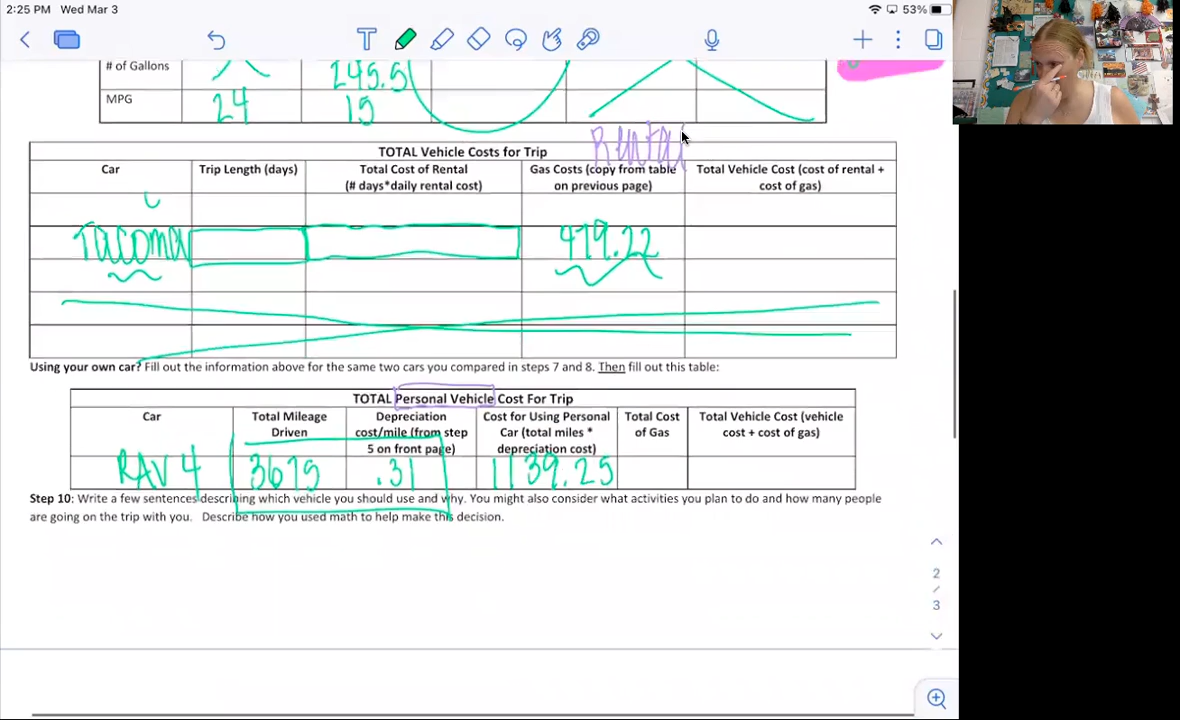 2:25 PM Wed Mar 3 53%
# of Gallons 245.5
MPG 24 15
Rental
TOTAL Vehicle Costs for Trip
Car Trip Length (days) Total Cost of Rental (# days*daily rental cost) Gas Costs (copy from table on previous page) Total Vehicle Cost (cost of rental + cost of gas)
Tacoma 479.22
Using your own car? Fill out the information above for the same two cars you compared in steps 7 and 8. Then fill out this table:
TOTAL Personal Vehicle Cost For Trip
Car Total Mileage Driven Depreciation cost/mile (from step 5 on front page) Cost for Using Personal Car (total miles * depreciation cost) Total Cost of Gas Total Vehicle Cost (vehicle cost + cost of gas)
RAV 4 3675 .31 1139.25
Step 10: Write a few sentences describing which vehicle you should use and why. You might also consider what activities you plan to do and how many people
are going on the trip with you. Describe how you used math to help make this decision.
2
/
3